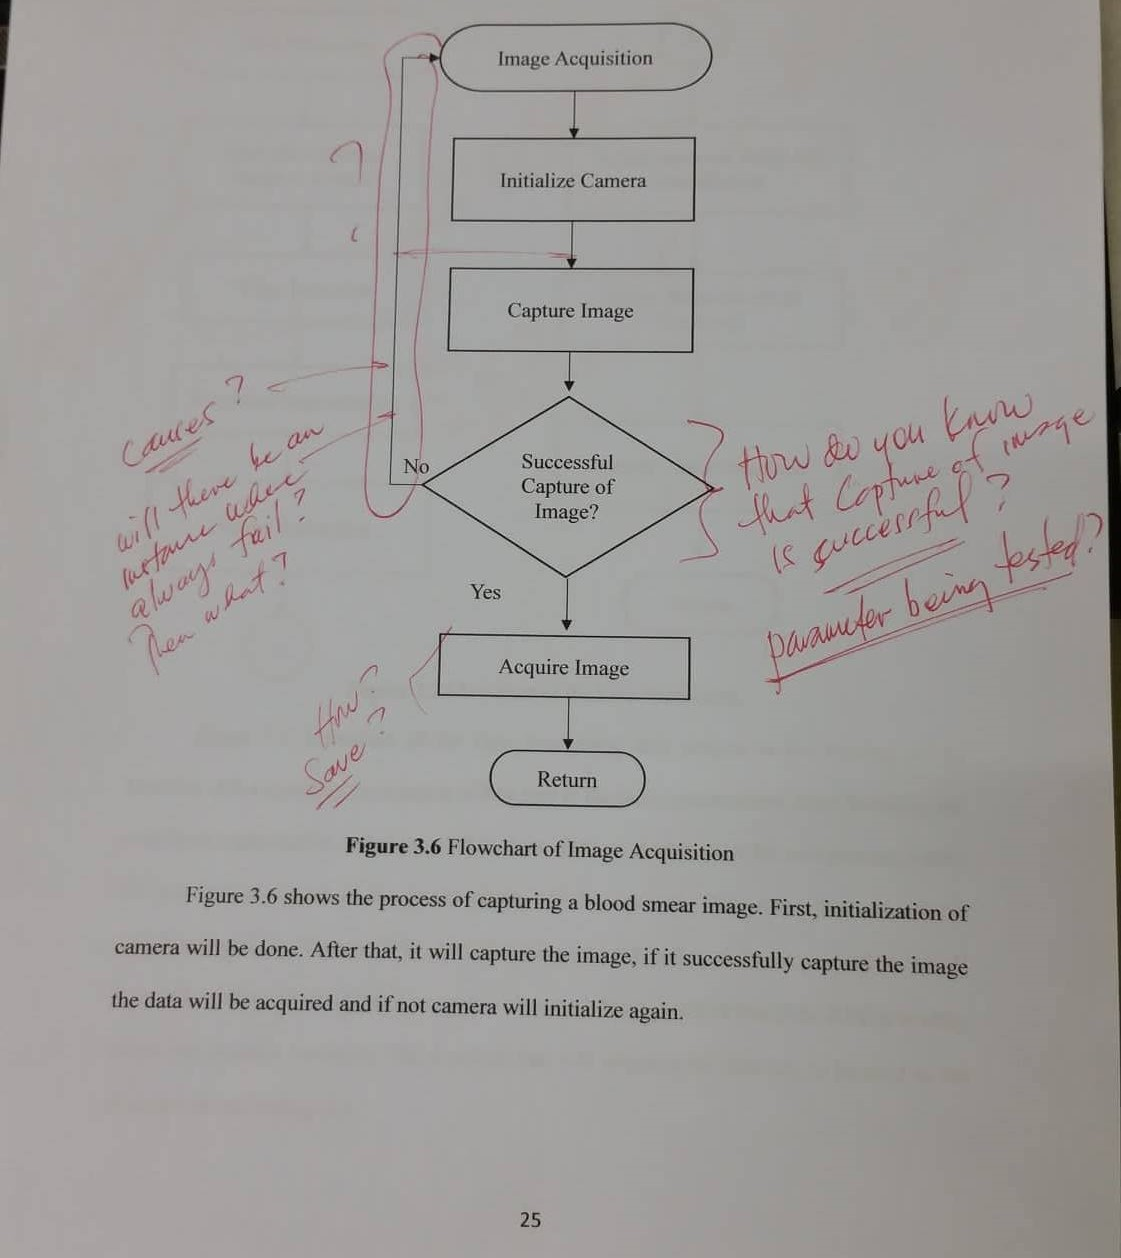 Image Acquisition
Initialize Camera
?
Capture Image
Causes?
will there be an
instance where
always fail?
Then what?
No
Successful
Capture of
Image?
How do you know
that Capture of image
is successful?
parameter being tested?
Yes
Acquire Image
How?
Save?
Return
Figure 3.6 Flowchart of Image Acquisition
Figure 3.6 shows the process of capturing a blood smear image. First, initialization of
camera will be done. After that, it will capture the image, if it successfully capture the image
the data will be acquired and if not camera will initialize again.
25